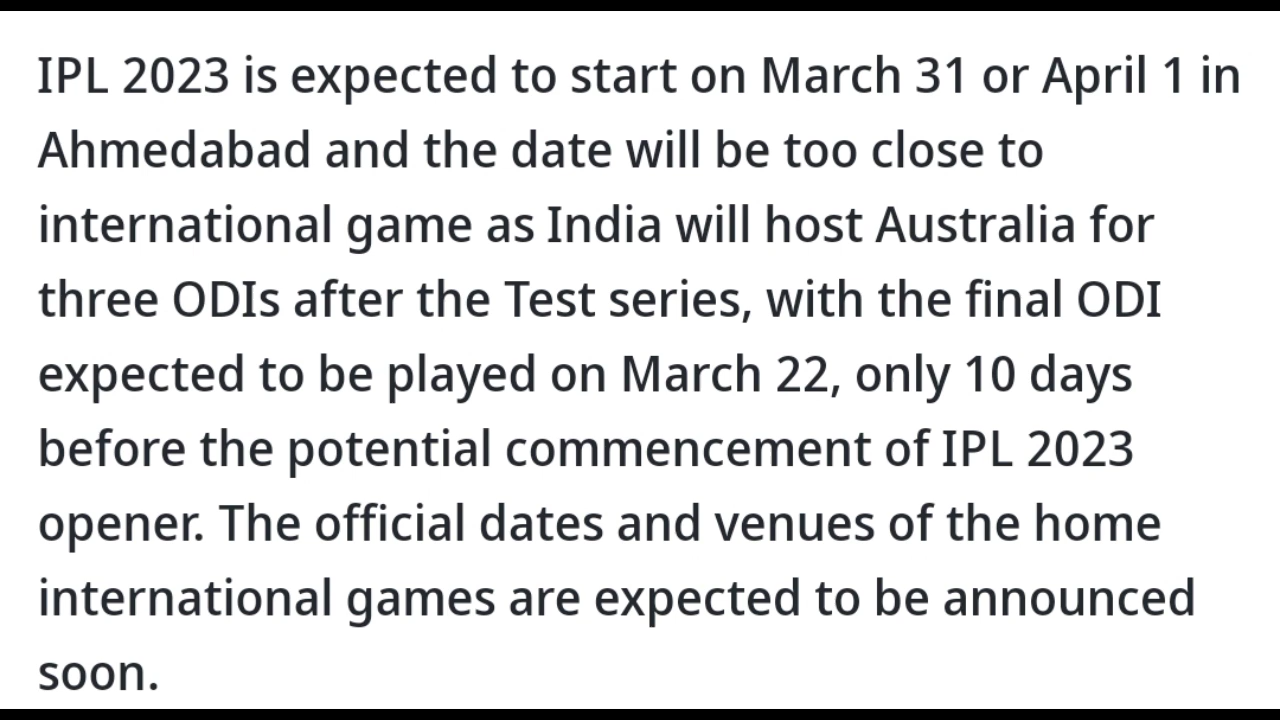 IPL 2023 is expected to start on March 31 or April 1 in
Ahmedabad and the date will be too close to
international game as India will host Australia for
three ODIs after the Test series, with the final ODI
expected to be played on March 22, only 10 days
before the potential commencement of IPL 2023
opener. The official dates and venues of the home
international games are expected to be announced
soon.